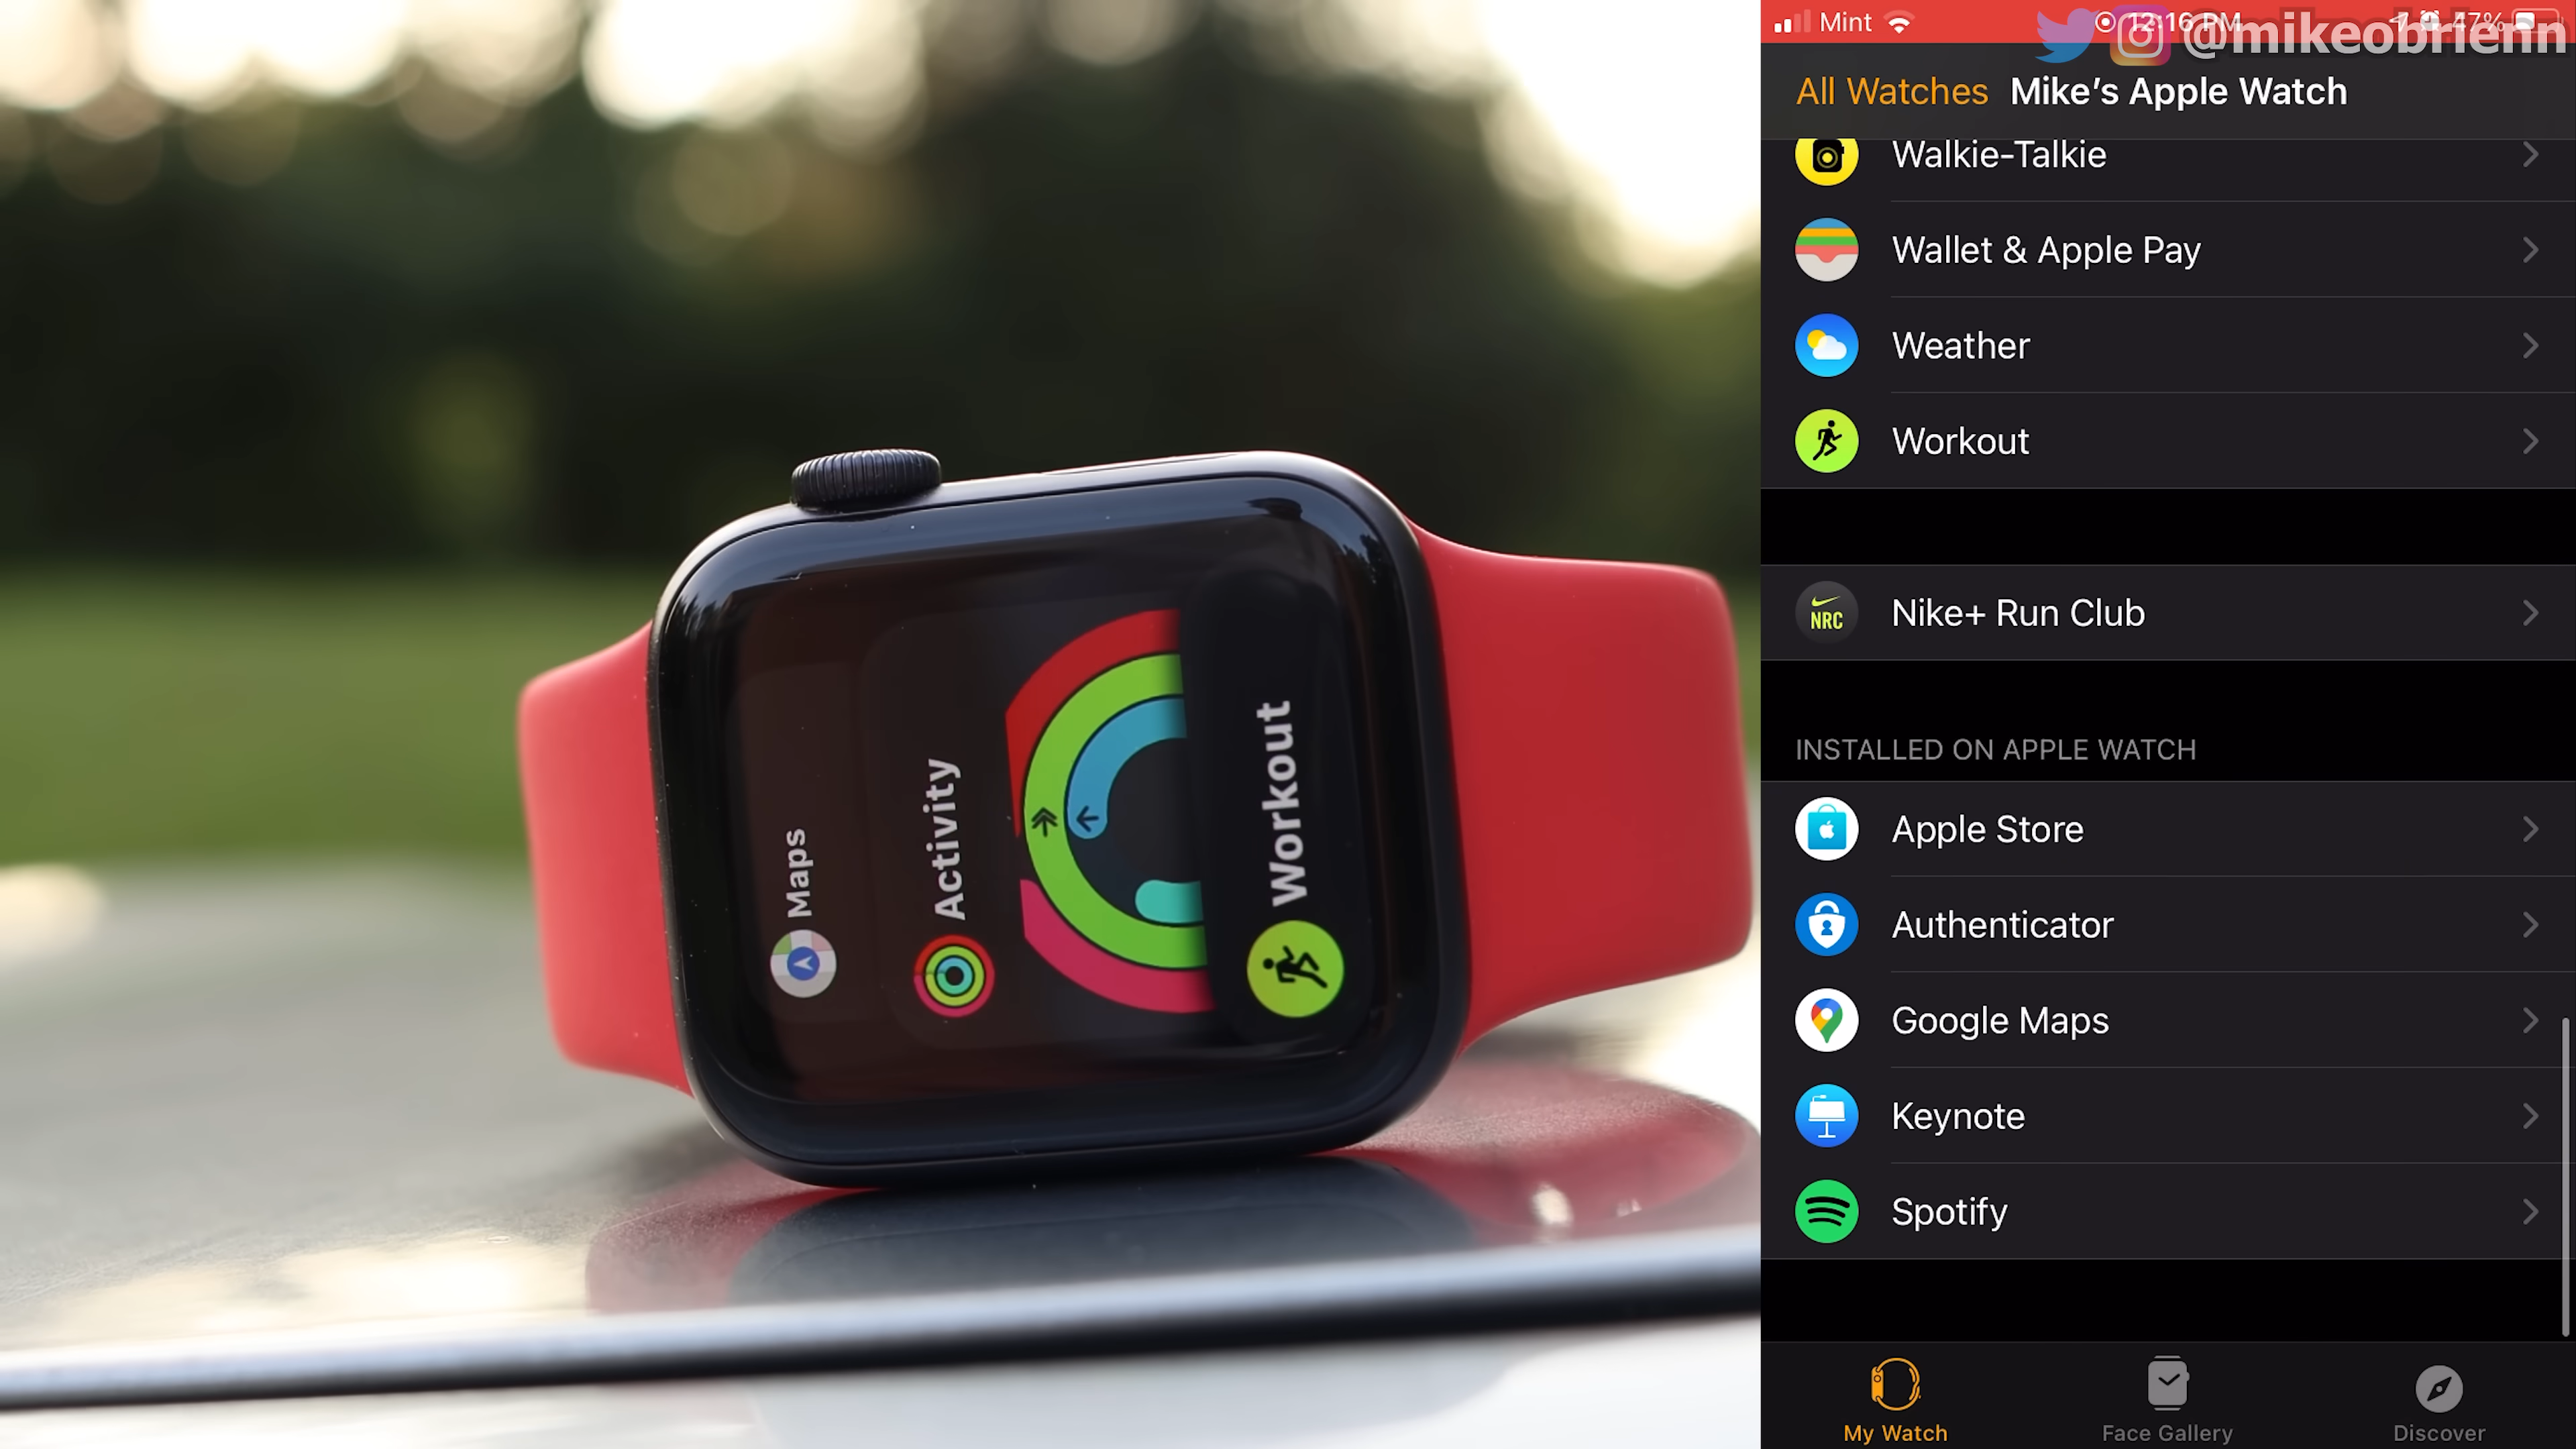 Maps
Activity
Workout
Mint
12:16 PM
47%
@mikeobrienn
All Watches
Mike's Apple Watch
Walkie-Talkie
Wallet & Apple Pay
Weather
Workout
NRC
Nike+ Run Club
INSTALLED ON APPLE WATCH
Apple Store
Authenticator
Google Maps
Keynote
Spotify
My Watch
Face Gallery
Discover